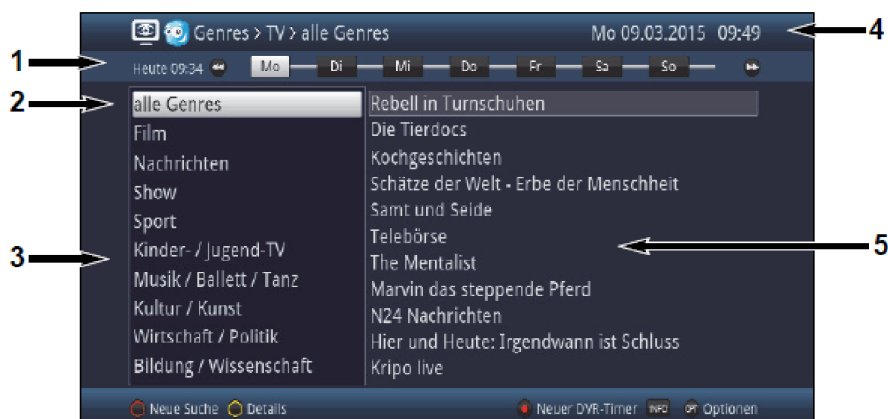 Genres > TV > alle Genres Mo 09.03.2015 09:49
4
1
Heute 09:34 Mo Di Mi Do Fr Sa So
2
alle Genres
Film
Nachrichten
Show
Sport
Kinder- / Jugend-TV
Musik / Ballett / Tanz
Kultur / Kunst
Wirtschaft / Politik
Bildung / Wissenschaft
3
Rebell in Turnschuhen
Die Tierdocs
Kochgeschichten
Schätze der Welt - Erbe der Menschheit
Samt und Seide
Telebörse
The Mentalist
Marvin das steppende Pferd
N24 Nachrichten
Hier und Heute: Irgendwann ist Schluss
Kripo live
5
Neue Suche Details Neuer DVR-Timer INFO OPT Optionen